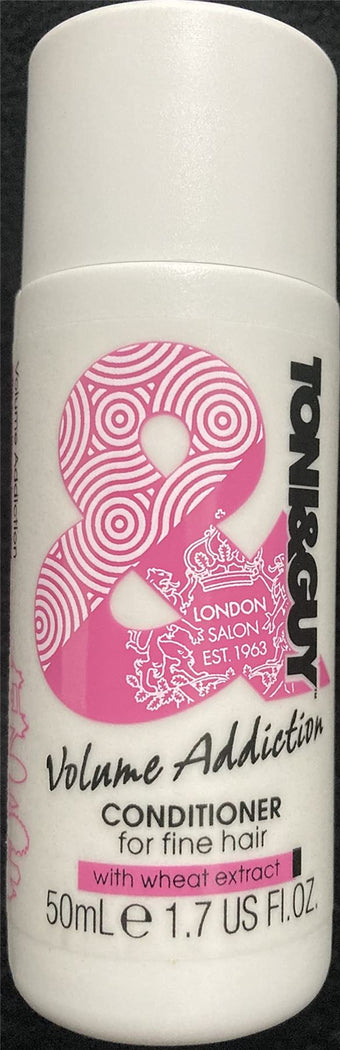 &
TONI&GUY™
LONDON
SALON
EST. 1963
Volume Addiction
CONDITIONER
for fine hair
with wheat extract
50mL e 1.7 US Fl.OZ.
Volume Addiction